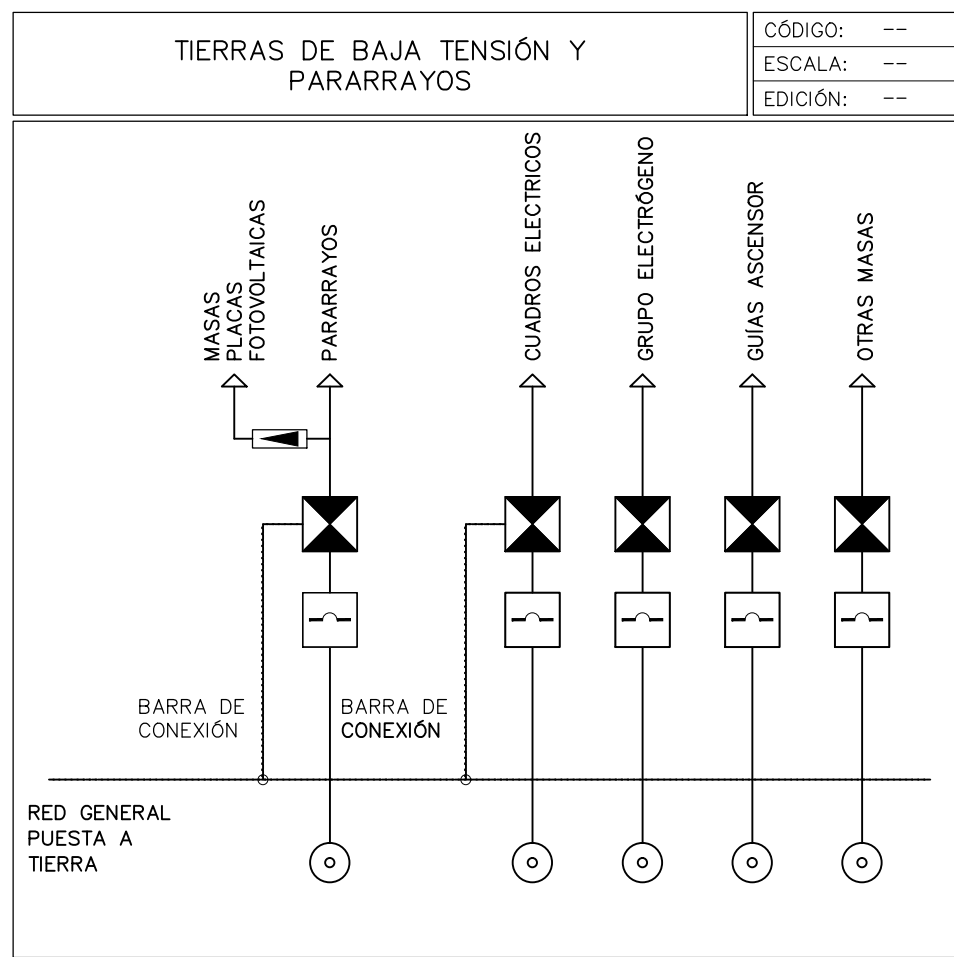 TIERRAS DE BAJA TENSIÓN Y
PARARRAYOS
CÓDIGO: --
ESCALA: --
EDICIÓN: --
MASAS
PLACAS
FOTOVOLTAICAS
PARARRAYOS
CUADROS ELECTRICOS
GRUPO ELECTRÓGENO
GUÍAS ASCENSOR
OTRAS MASAS
BARRA DE
CONEXIÓN
BARRA DE
CONEXIÓN
RED GENERAL
PUESTA A
TIERRA